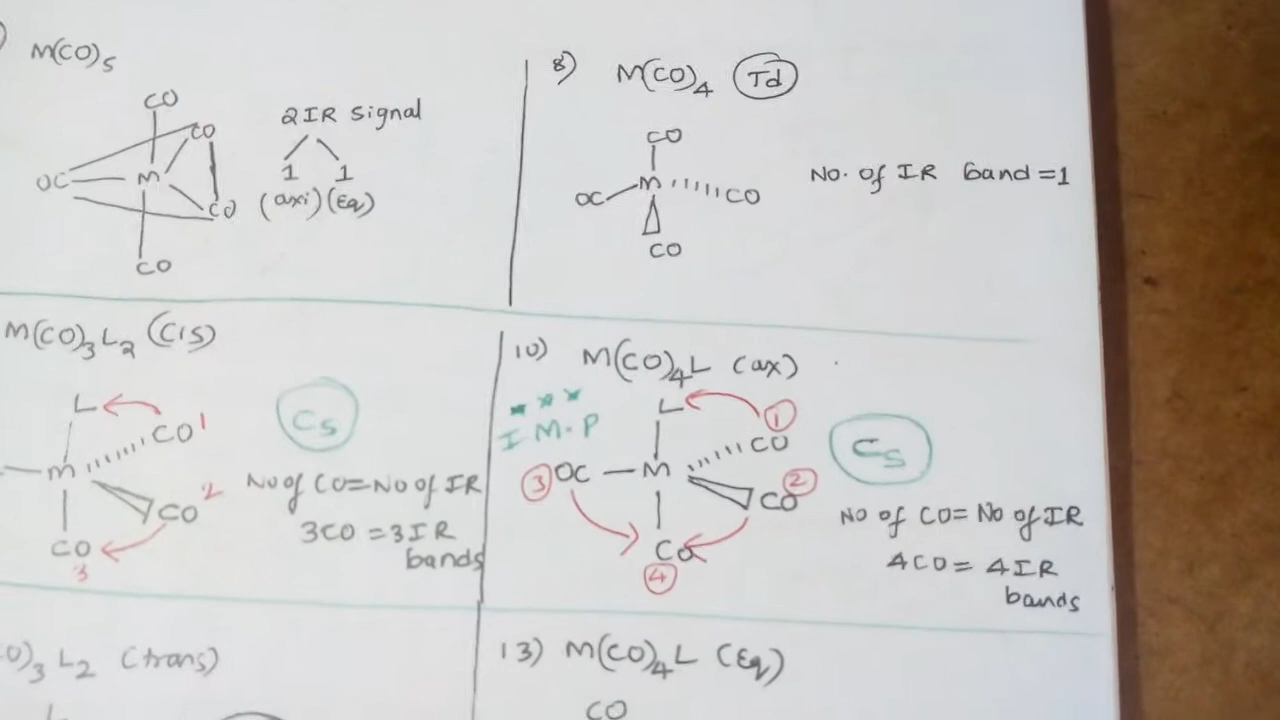 M(CO)5
CO
CO
OC M
CO
CO
2 IR Signal
1 1
(axi) (Eq)
8) M(CO)4 Td
CO
M CO
OC
CO
No. of IR band = 1
M(CO)3L2 (Cis)
L
CO 1
M
CO 2
CO
3
Cs
No of CO = No of IR
3CO = 3IR
bands
10) M(CO)4L (ax)
I M.P
L
1
CO
3 OC M
2
CO
CO
4
Cs
No of CO = No of IR
4CO = 4IR
bands
O)3 L2 (trans)
L
13) M(CO)4L (Eq)
CO